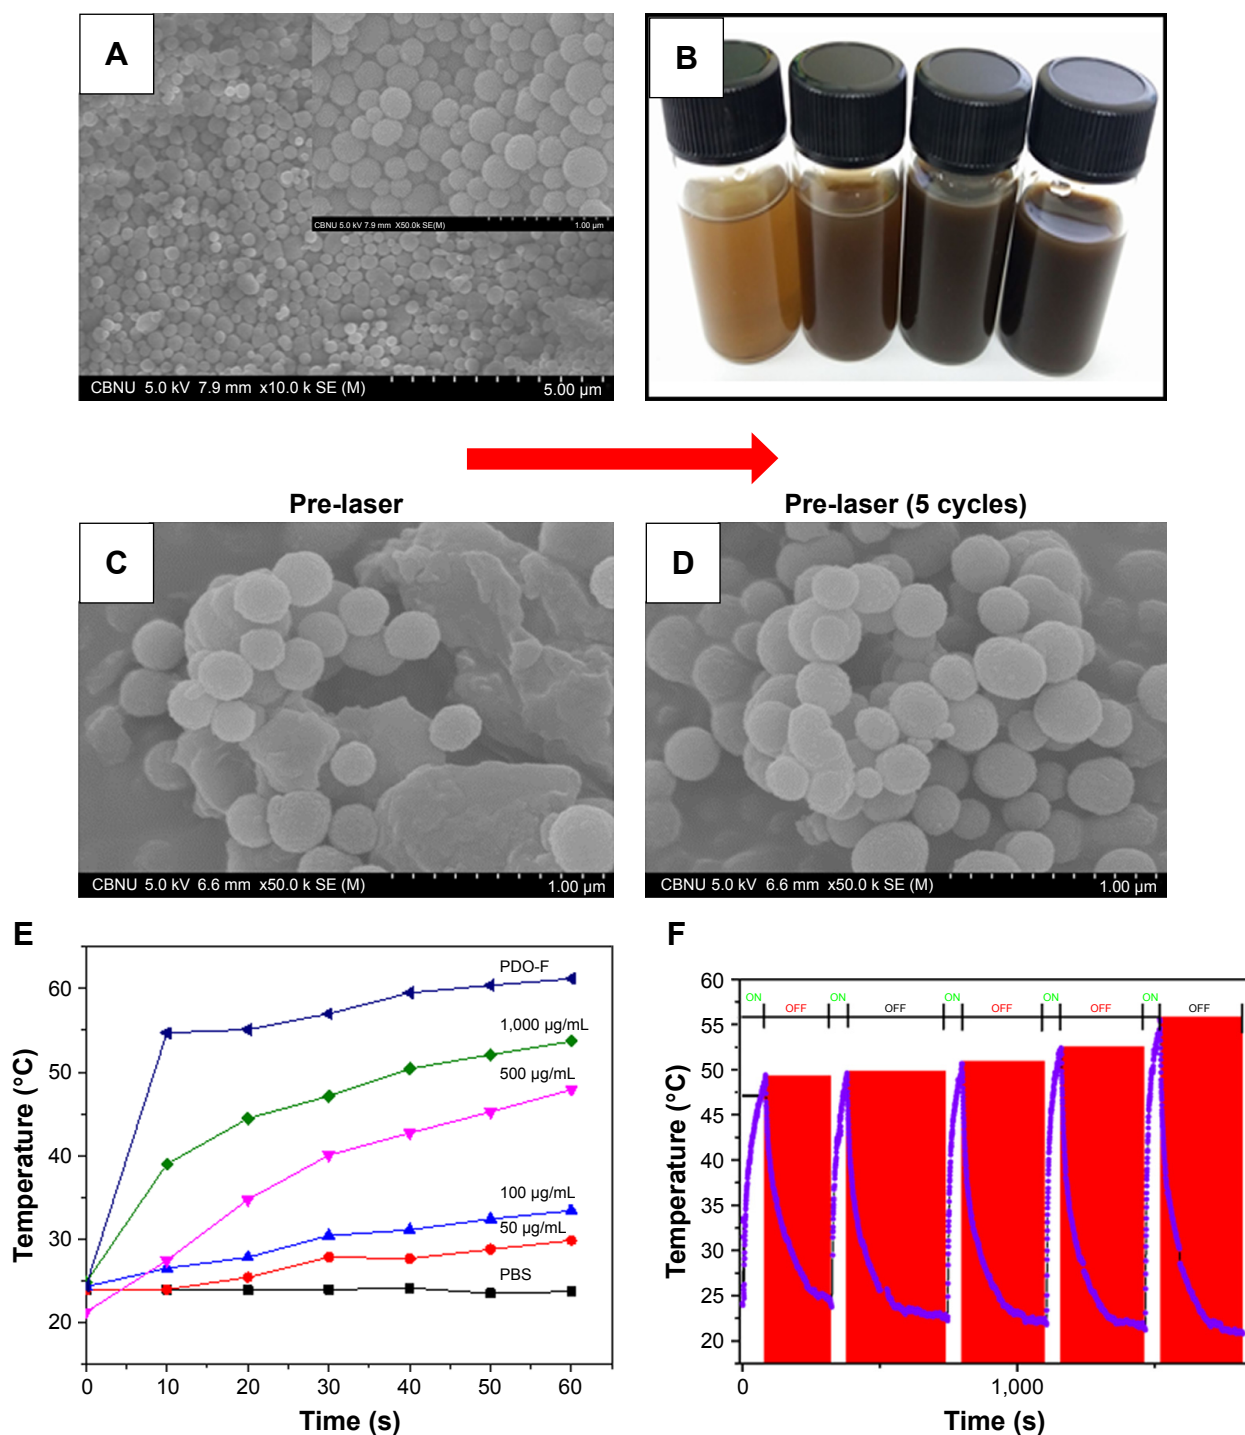 A
CBNU 5.0 kV 7.9 mm X50.0k SE(M) 1.00 µm
CBNU 5.0 kV 7.9 mm x10.0 k SE (M) 5.00 µm
B
Pre-laser
Pre-laser (5 cycles)
C
CBNU 5.0 kV 6.6 mm x50.0 k SE (M) 1.00 µm
D
CBNU 5.0 kV 6.6 mm x50.0 k SE (M) 1.00 µm
E
Temperature (°C)
60
50
40
30
20
PDO-F
1,000 µg/mL
500 µg/mL
100 µg/mL
50 µg/mL
PBS
0 10 20 30 40 50 60
Time (s)
F
Temperature (°C)
60
55
50
45
40
35
30
25
20
ON OFF ON OFF ON OFF ON OFF ON OFF
0 1,000
Time (s)